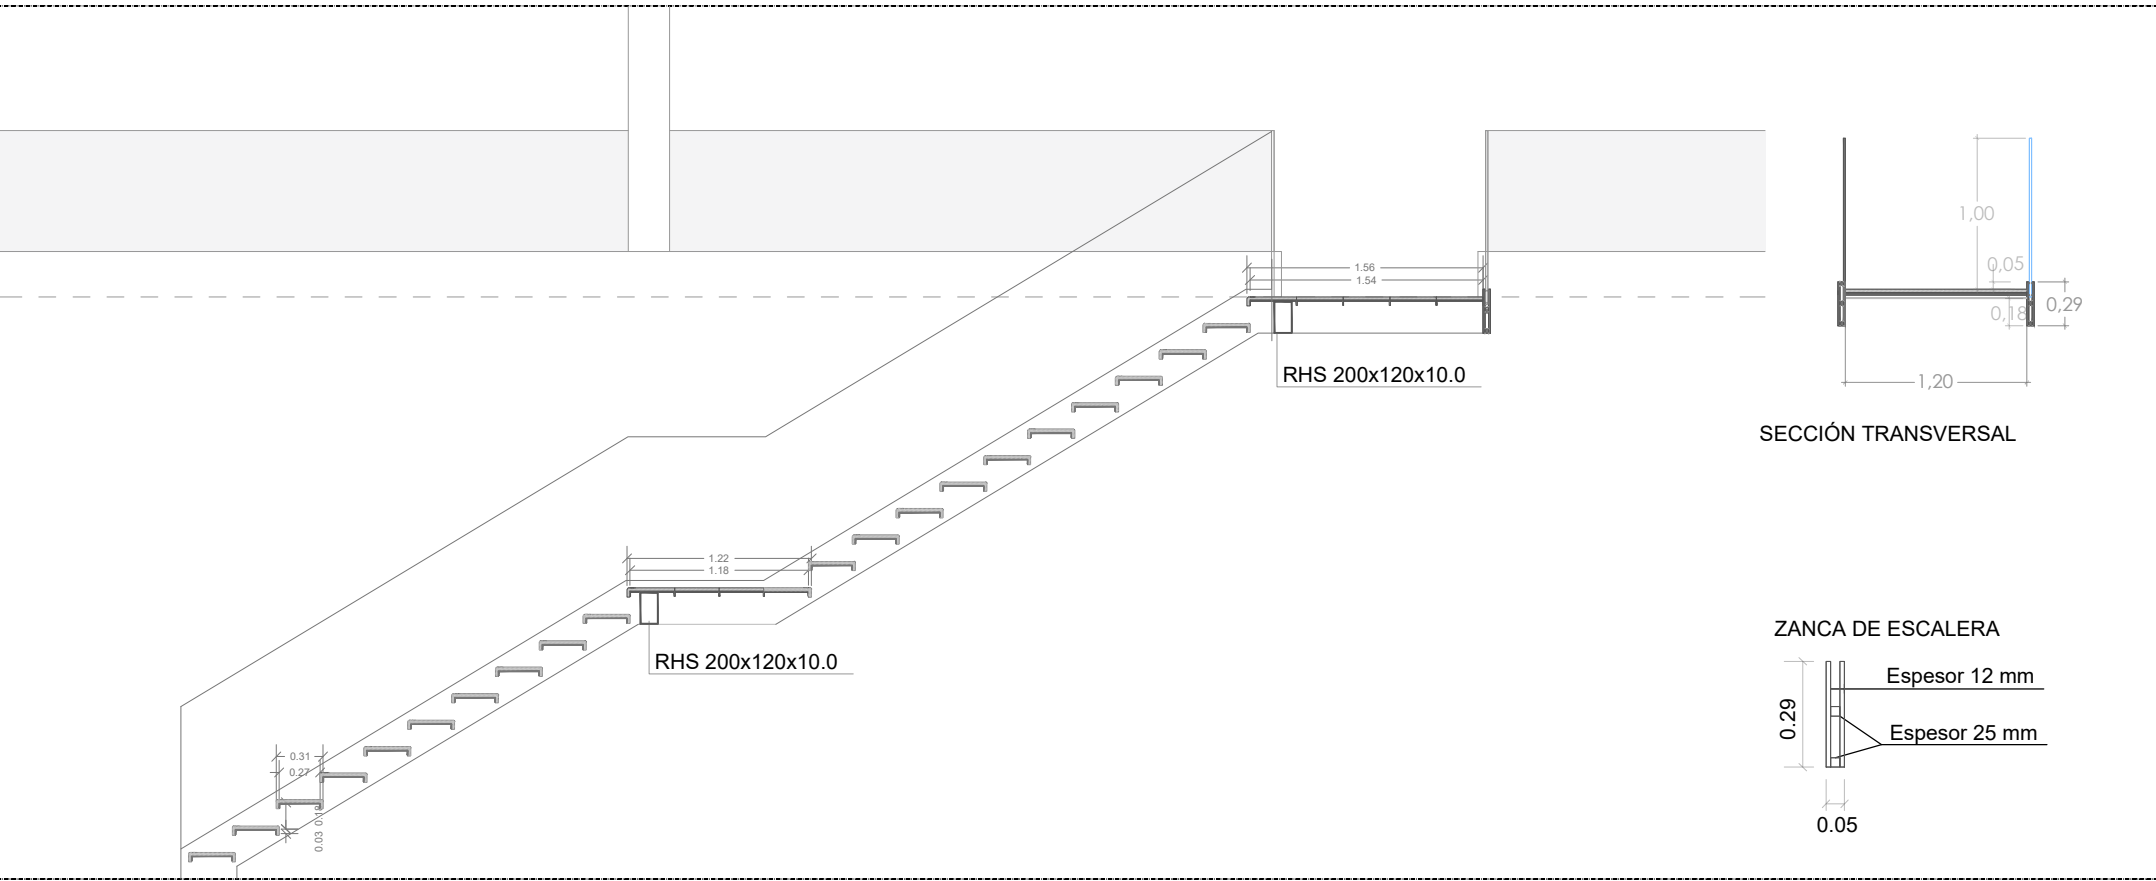 1,00
1.56
0,05
1.54
0,29
0,18
RHS 200x120x10.0
1,20
SECCIÓN TRANSVERSAL
1.22
1.18
ZANCA DE ESCALERA
RHS 200x120x10.0
Espesor 12 mm
0.29
Espesor 25 mm
0.31
0.27
0.03
0.05